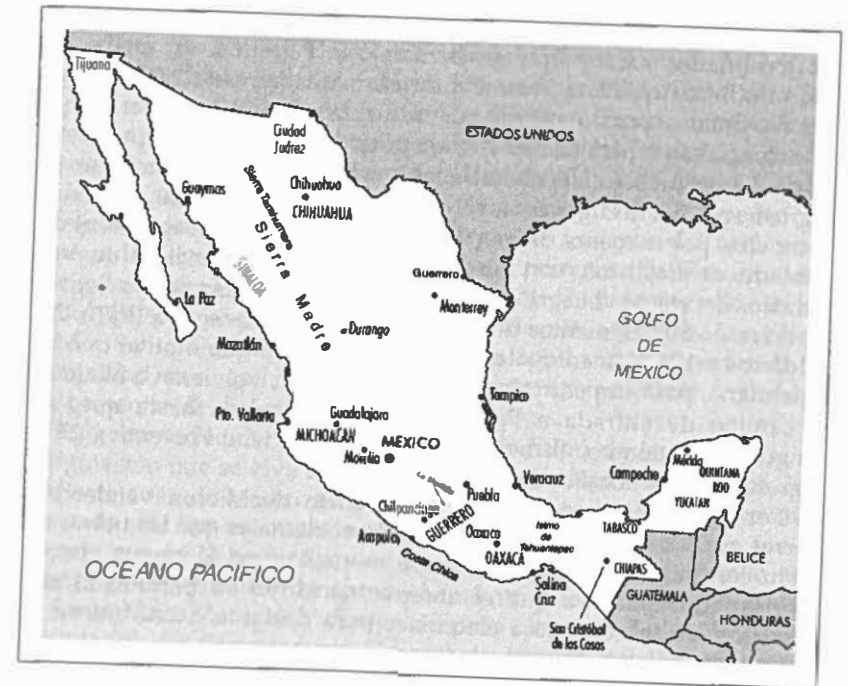 Tijuana
ESTADOS UNIDOS
Ciudad
Juárez
Guaymas
Sierra Tarahumara
Chihuahua
CHIHUAHUA
Sierra Madre
SINALOA
Guerrero
Monterrey
La Paz
Durango
GOLFO
DE
MEXICO
Mazatlán
Tampico
Pto. Vallarta
Guadalajara
MICHOACAN
MEXICO
Morelia
Mérida
Campeche
QUINTANA
ROO
YUCATAN
Puebla
Veracruz
Chilpancingo
GUERRERO
Oaxaca
OAXACA
Istmo
de
Tehuantepec
TABASCO
Acapulco
Costa Chica
CHIAPAS
BELICE
OCEANO PACIFICO
Salina
Cruz
GUATEMALA
HONDURAS
San Cristóbal
de las Casas